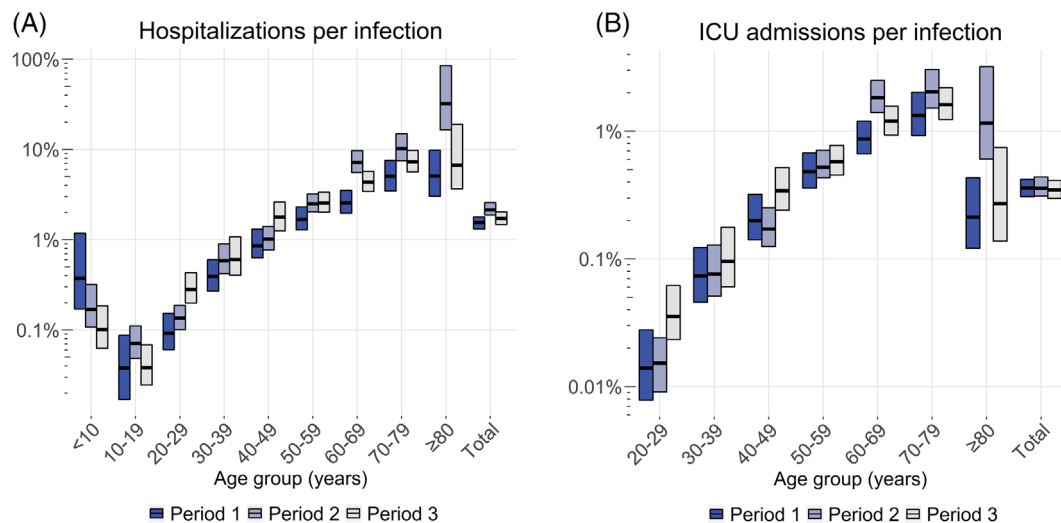 (A)
Hospitalizations per infection
100%
10%
1%
0.1%
<10
10-19
20-29
30-39
40-49
50-59
60-69
70-79
≥80
Total
Age group (years)
Period 1 Period 2 Period 3
(B)
ICU admissions per infection
1%
0.1%
0.01%
20-29
30-39
40-49
50-59
60-69
70-79
≥80
Total
Age group (years)
Period 1 Period 2 Period 3